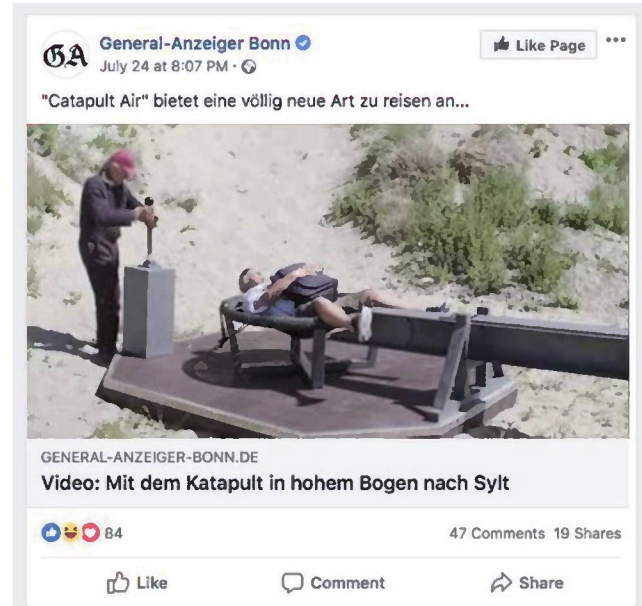 GA
General-Anzeiger Bonn
Like Page
July 24 at 8:07 PM
"Catapult Air" bietet eine völlig neue Art zu reisen an...
GENERAL-ANZEIGER-BONN.DE
Video: Mit dem Katapult in hohem Bogen nach Sylt
84
47 Comments 19 Shares
Like
Comment
Share